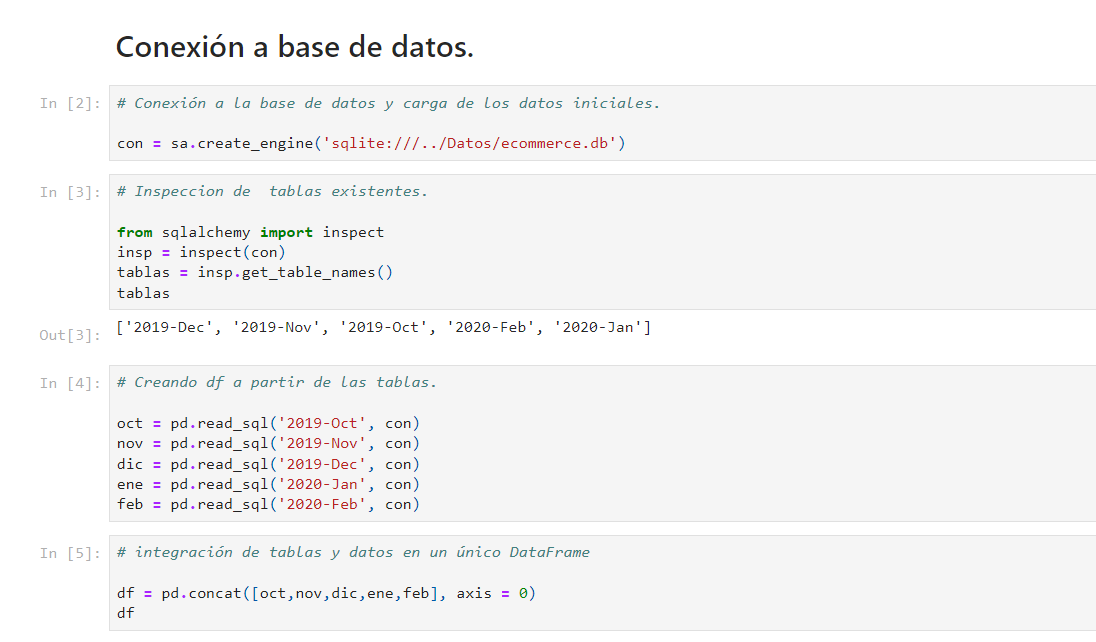 Conexión a base de datos.
In [2]: # Conexión a la base de datos y carga de los datos iniciales.
con = sa.create_engine('sqlite:///../Datos/ecommerce.db')
In [3]: # Inspeccion de  tablas existentes.
from sqlalchemy import inspect
insp = inspect(con)
tablas = insp.get_table_names()
tablas
Out[3]: ['2019-Dec', '2019-Nov', '2019-Oct', '2020-Feb', '2020-Jan']
In [4]: # Creando df a partir de las tablas.
oct = pd.read_sql('2019-Oct', con)
nov = pd.read_sql('2019-Nov', con)
dic = pd.read_sql('2019-Dec', con)
ene = pd.read_sql('2020-Jan', con)
feb = pd.read_sql('2020-Feb', con)
In [5]: # integración de tablas y datos en un único DataFrame
df = pd.concat([oct,nov,dic,ene,feb], axis = 0)
df